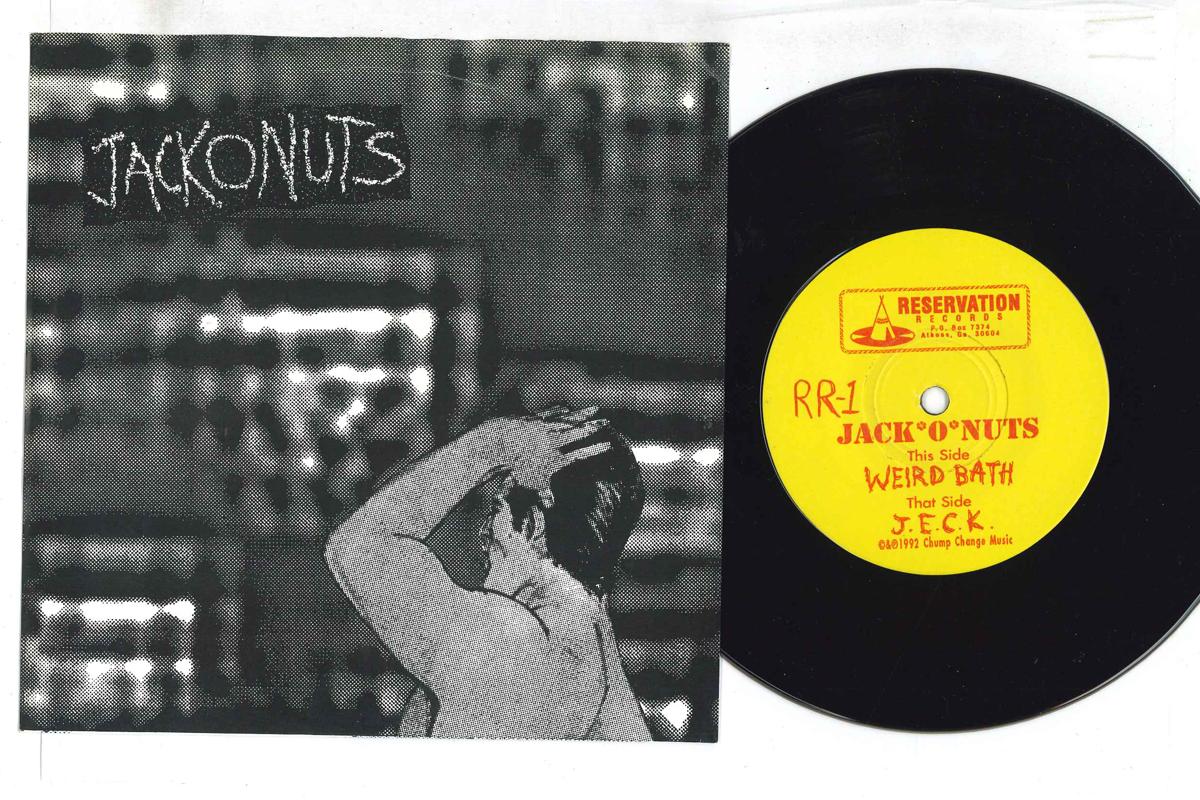 JACKONUTS
RESERVATION
RECORDS
P.O. Box 7374
Athens, Ga. 30604
RR-1
JACK*O*NUTS
This Side
WEIRD BATH
That Side
J.E.C.K.
©&℗1992 Chump Change Music